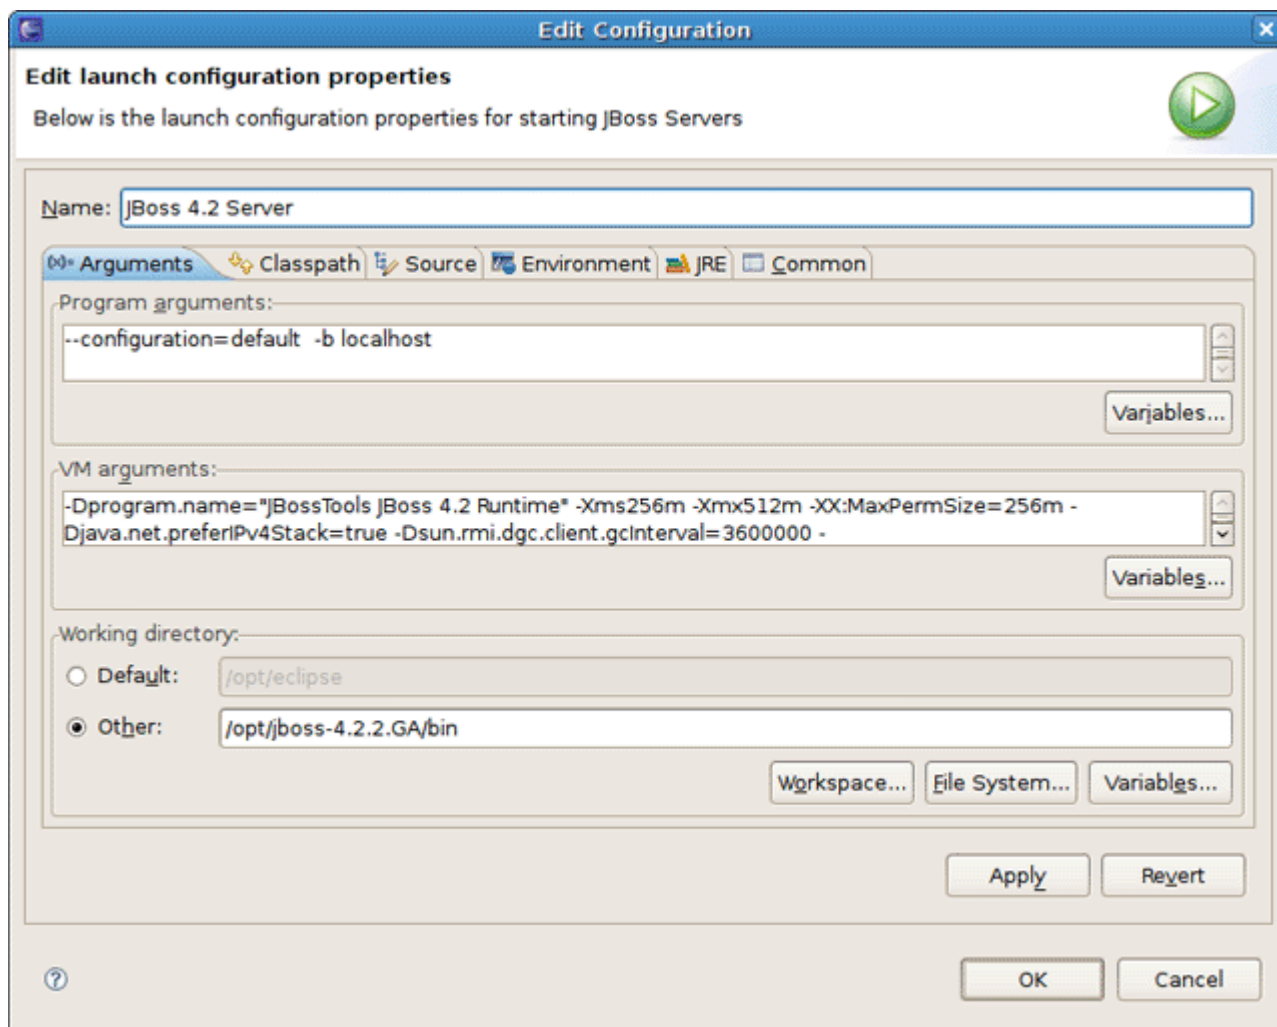 Edit Configuration
Edit launch configuration properties
Below is the launch configuration properties for starting JBoss Servers
Name: JBoss 4.2 Server
(x)= Arguments Classpath Source Environment JRE Common
Program arguments:
--configuration=default  -b localhost
Variables...
VM arguments:
-Dprogram.name="JBossTools JBoss 4.2 Runtime" -Xms256m -Xmx512m -XX:MaxPermSize=256m -
Djava.net.preferIPv4Stack=true -Dsun.rmi.dgc.client.gcInterval=3600000 -
Variables...
Working directory:
Default: /opt/eclipse
Other: /opt/jboss-4.2.2.GA/bin
Workspace... File System... Variables...
Apply Revert
? OK Cancel